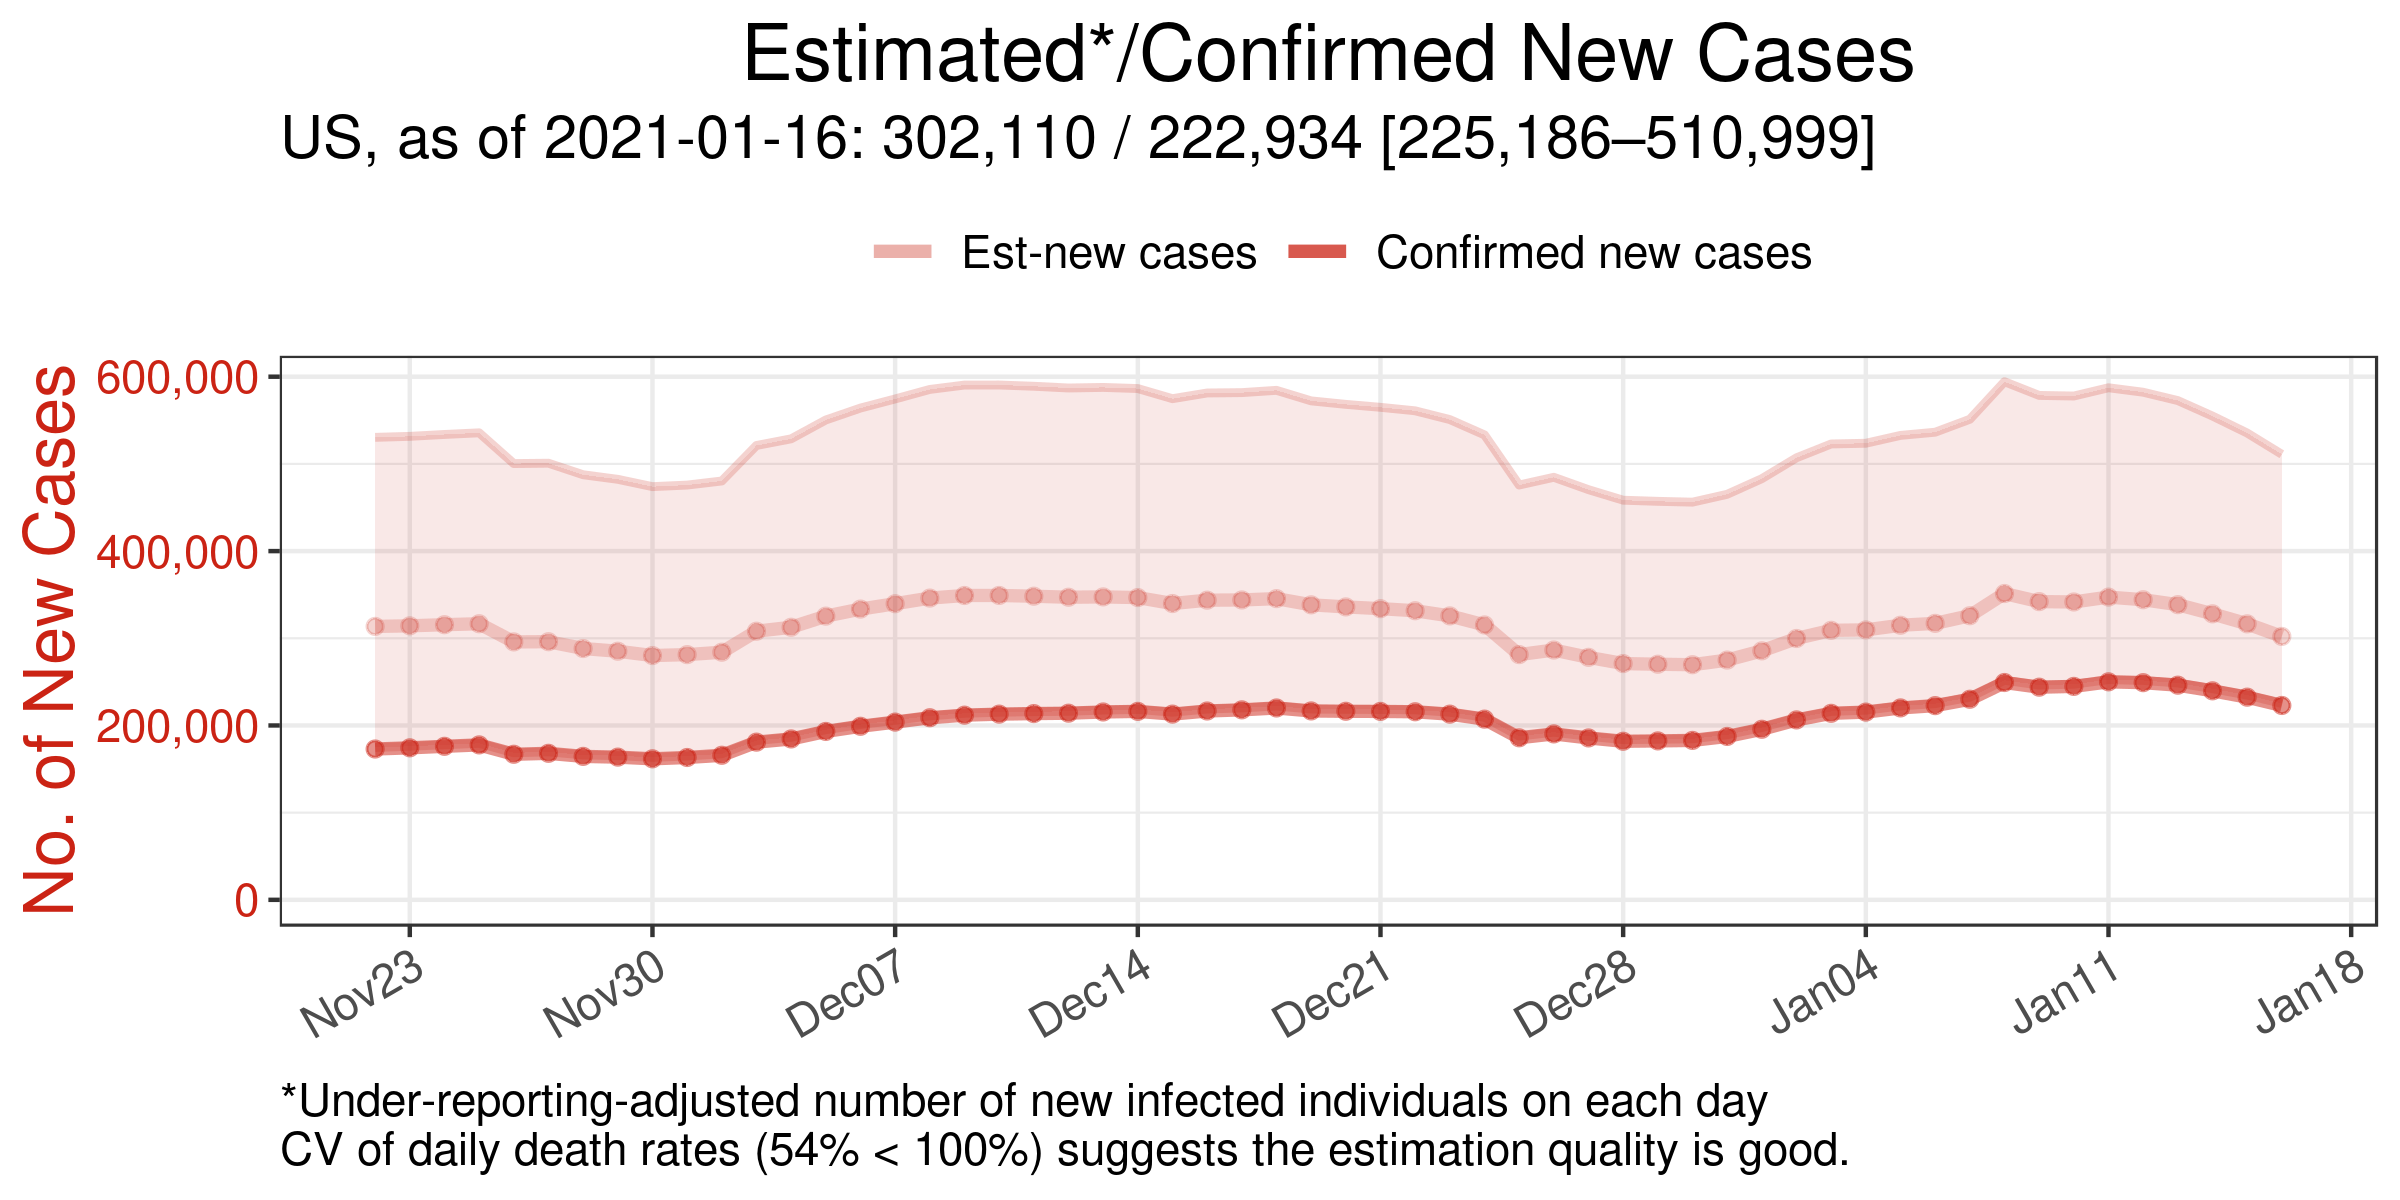 Estimated*/Confirmed New Cases
US, as of 2021-01-16: 302,110 / 222,934 [225,186–510,999]
Est-new cases Confirmed new cases
No. of New Cases
600,000
400,000
200,000
0
Nov23 Nov30 Dec07 Dec14 Dec21 Dec28 Jan04 Jan11 Jan18
*Under-reporting-adjusted number of new infected individuals on each day
CV of daily death rates (54% < 100%) suggests the estimation quality is good.